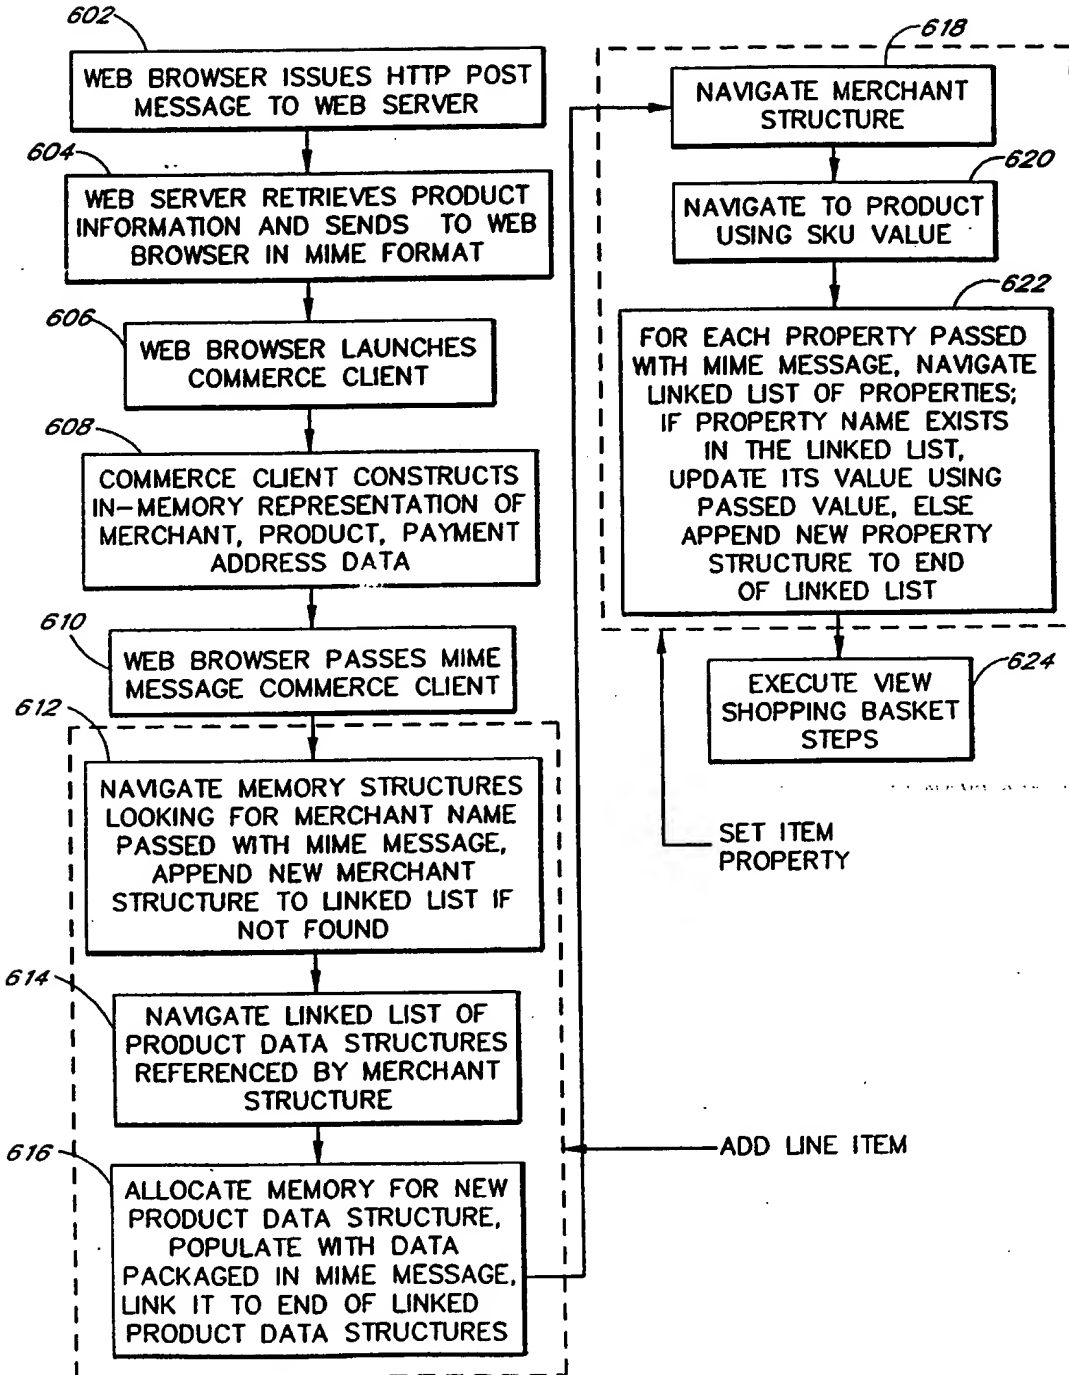 602
WEB BROWSER ISSUES HTTP POST
MESSAGE TO WEB SERVER
604
WEB SERVER RETRIEVES PRODUCT
INFORMATION AND SENDS TO WEB
BROWSER IN MIME FORMAT
606
WEB BROWSER LAUNCHES
COMMERCE CLIENT
608
COMMERCE CLIENT CONSTRUCTS
IN-MEMORY REPRESENTATION OF
MERCHANT, PRODUCT, PAYMENT
ADDRESS DATA
610
WEB BROWSER PASSES MIME
MESSAGE COMMERCE CLIENT
612
NAVIGATE MEMORY STRUCTURES
LOOKING FOR MERCHANT NAME
PASSED WITH MIME MESSAGE,
APPEND NEW MERCHANT
STRUCTURE TO LINKED LIST IF
NOT FOUND
614
NAVIGATE LINKED LIST OF
PRODUCT DATA STRUCTURES
REFERENCED BY MERCHANT
STRUCTURE
616
ALLOCATE MEMORY FOR NEW
PRODUCT DATA STRUCTURE,
POPULATE WITH DATA
PACKAGED IN MIME MESSAGE,
LINK IT TO END OF LINKED
PRODUCT DATA STRUCTURES
ADD LINE ITEM
618
NAVIGATE MERCHANT
STRUCTURE
620
NAVIGATE TO PRODUCT
USING SKU VALUE
622
FOR EACH PROPERTY PASSED
WITH MIME MESSAGE, NAVIGATE
LINKED LIST OF PROPERTIES;
IF PROPERTY NAME EXISTS
IN THE LINKED LIST,
UPDATE ITS VALUE USING
PASSED VALUE, ELSE
APPEND NEW PROPERTY
STRUCTURE TO END
OF LINKED LIST
624
EXECUTE VIEW
SHOPPING BASKET
STEPS
SET ITEM
PROPERTY